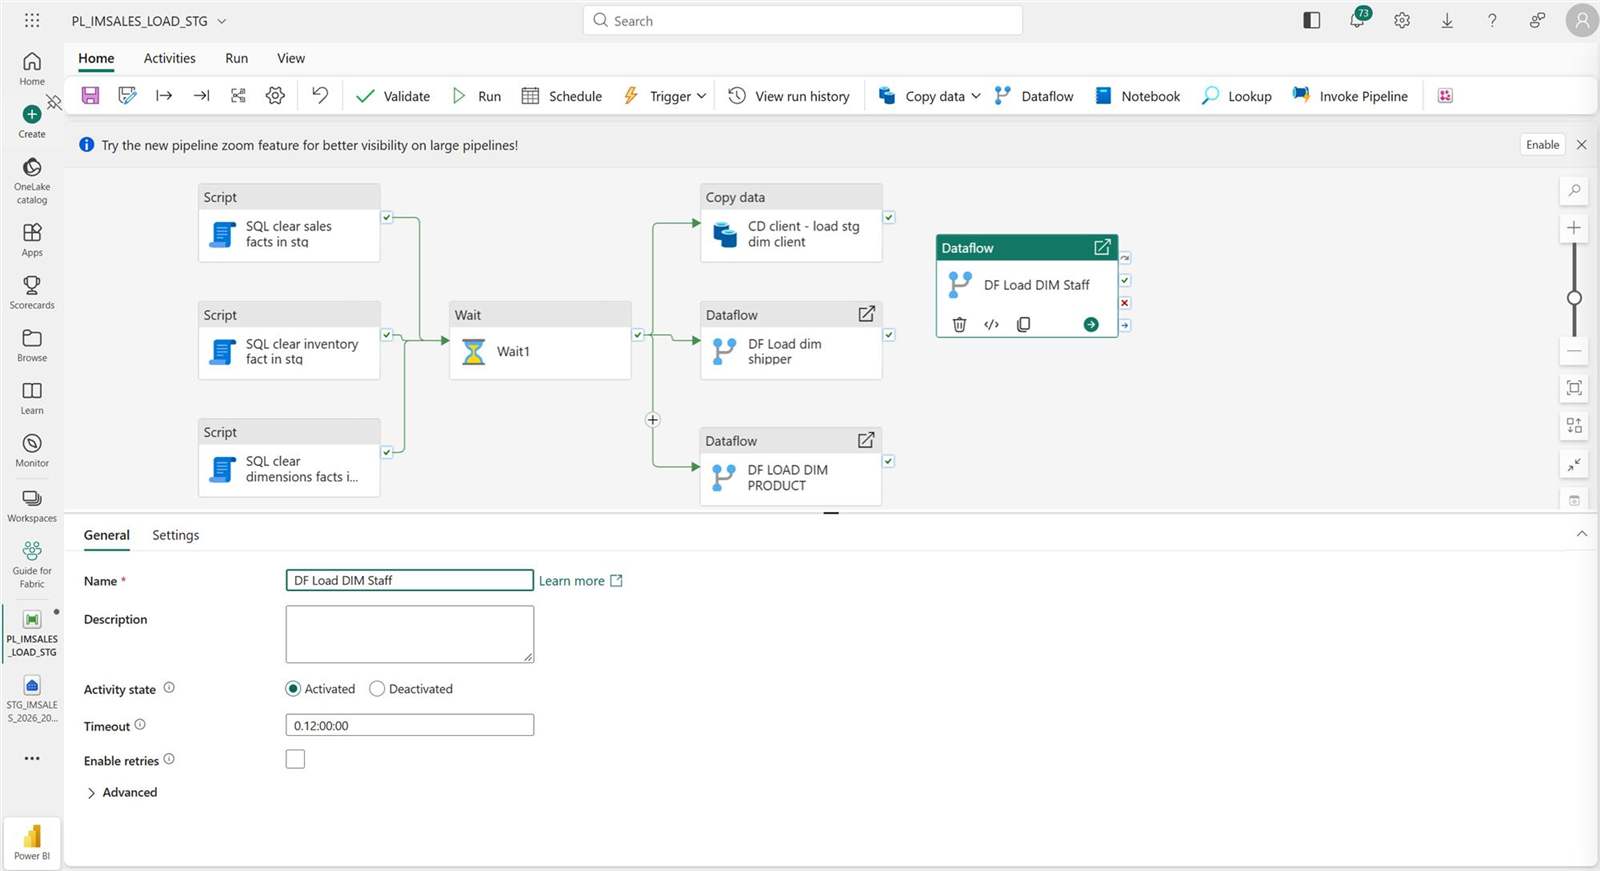 PL_IMSALES_LOAD_STG
Search
73
Home
Activities
Run
View
Validate
Run
Schedule
Trigger
View run history
Copy data
Dataflow
Notebook
Lookup
Invoke Pipeline
Try the new pipeline zoom feature for better visibility on large pipelines!
Enable
Home
Create
OneLake
catalog
Apps
Scorecards
Browse
Learn
Monitor
Workspaces
Guide for
Fabric
PL_IMSALES
_LOAD_STG
STG_IMSALE
S_2026_20...
Power BI
Script
SQL clear sales
facts in stg
Script
SQL clear inventory
fact in stg
Script
SQL clear
dimensions facts i...
Wait
Wait1
Copy data
CD client - load stg
dim client
Dataflow
DF Load dim
shipper
Dataflow
DF LOAD DIM
PRODUCT
Dataflow
DF Load DIM Staff
General
Settings
Name *
DF Load DIM Staff
Learn more
Description
Activity state
Activated
Deactivated
Timeout
0.12:00:00
Enable retries
Advanced